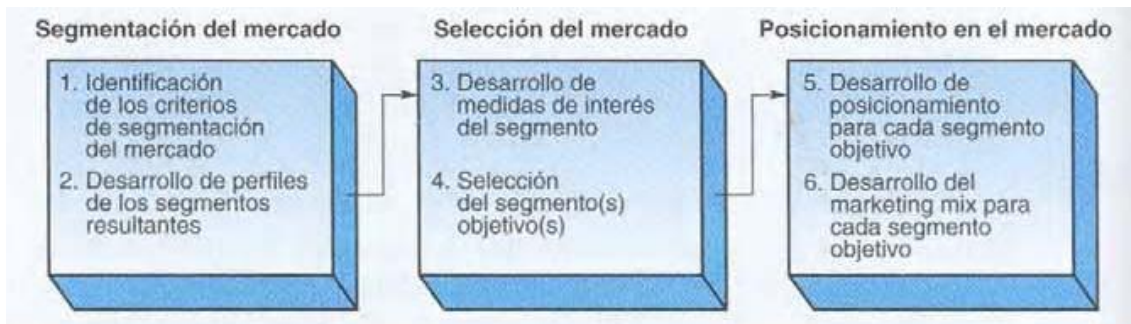 Segmentación del mercado
1. Identificación
de los criterios
de segmentación
del mercado
2. Desarrollo de perfiles
de los segmentos
resultantes
Selección del mercado
3. Desarrollo de
medidas de interés
del segmento
4. Selección
del segmento(s)
objetivo(s)
Posicionamiento en el mercado
5. Desarrollo de
posicionamiento
para cada segmento
objetivo
6. Desarrollo del
marketing mix para
cada segmento
objetivo